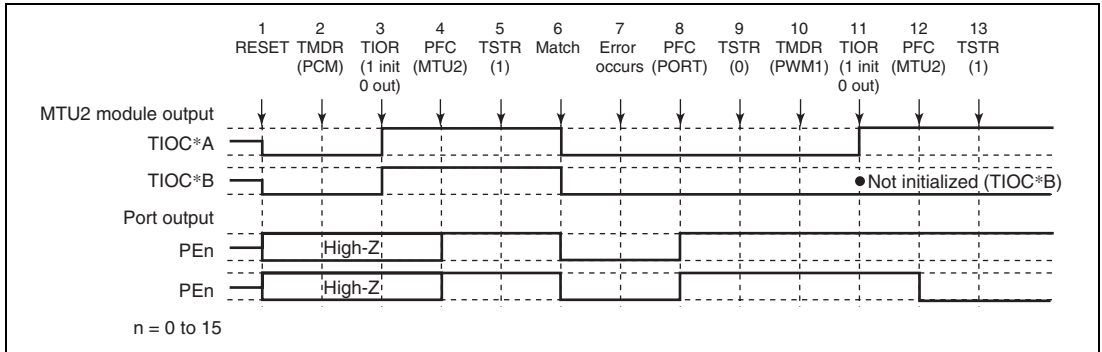 1 2 3 4 5 6 7 8 9 10 11 12 13
RESET TMDR TIOR PFC TSTR Match Error PFC TSTR TMDR TIOR PFC TSTR
(PCM) (1 init (MTU2) (1) occurs (PORT) (0) (PWM1) (1 init (MTU2) (1)
0 out) 0 out)
MTU2 module output
TIOC*A
TIOC*B
●Not initialized (TIOC*B)
Port output
PEn
High-Z
PEn
High-Z
n = 0 to 15